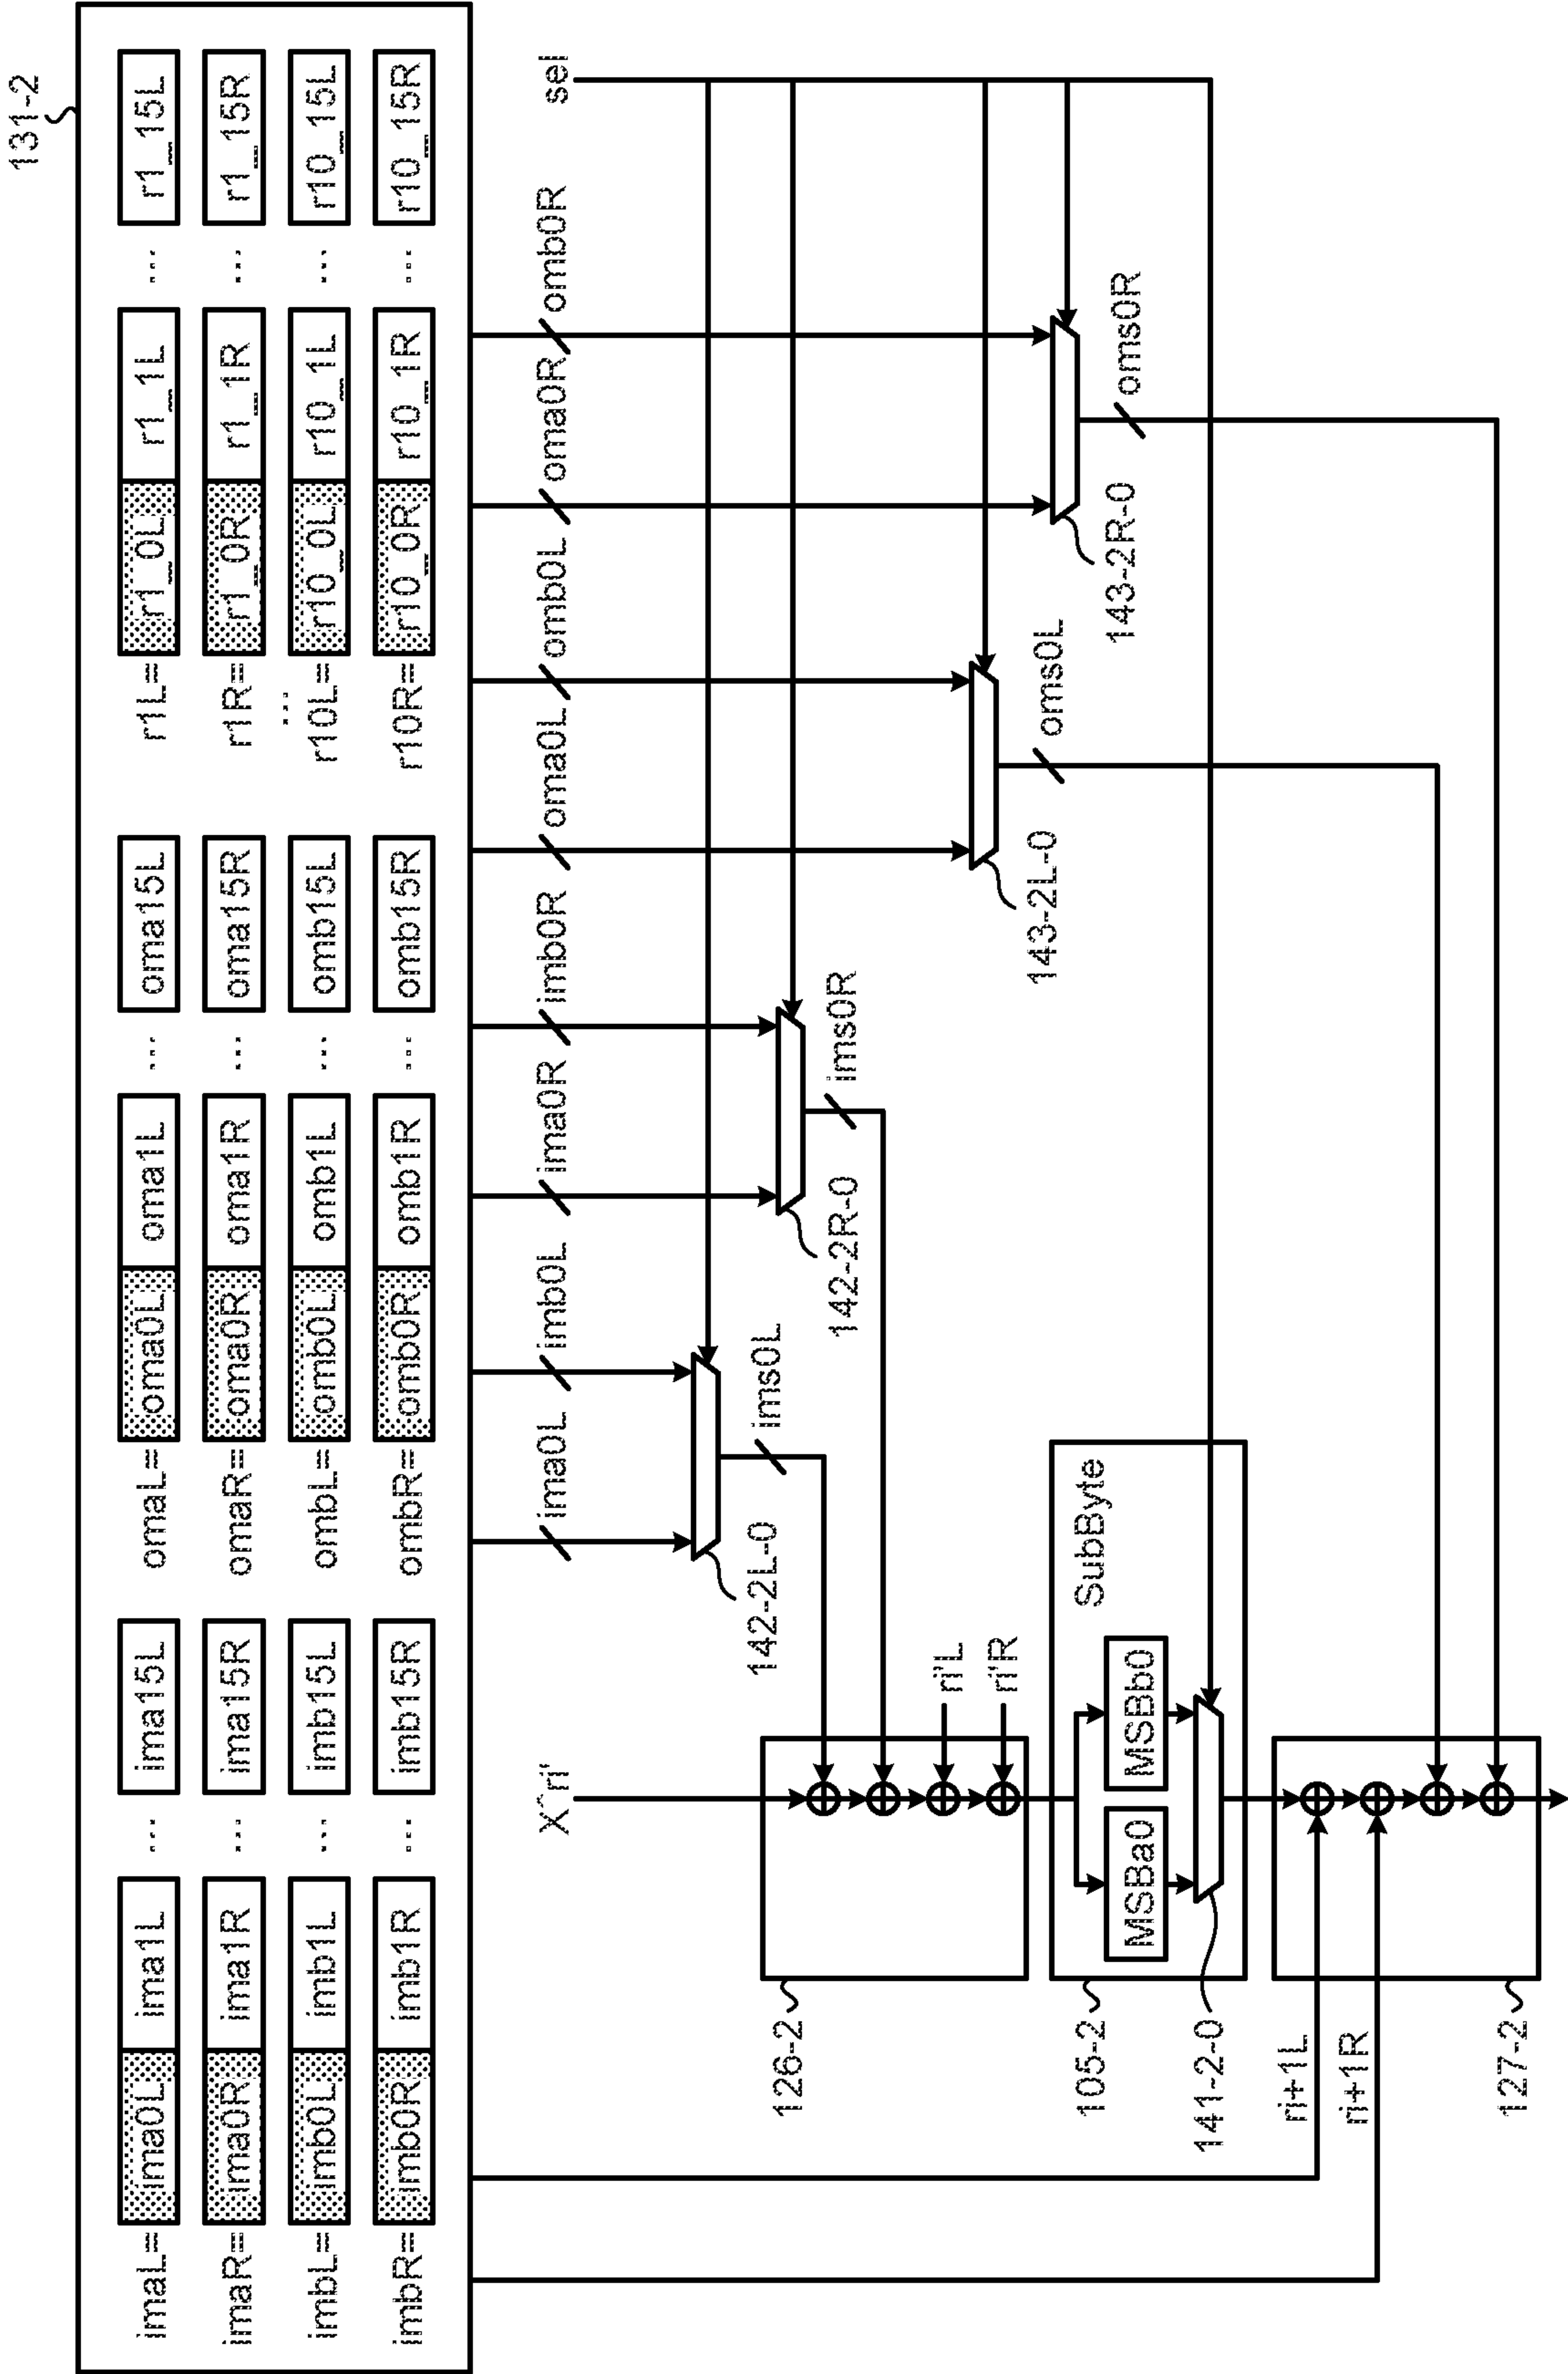 131-2
imaL= ima0L ima1L ... ima15L omaL= oma0L oma1L ... oma15L r1L= r1_0L r1_1L ... r1_15L
imaR= ima0R ima1R ... ima15R omaR= oma0R oma1R ... oma15R r1R= r1_0R r1_1R ... r1_15R
...
imbL= imb0L imb1L ... imb15L ombL= omb0L omb1L ... omb15L r10L= r10_0L r10_1L ... r10_15L
imbR= imb0R imb1R ... imb15R ombR= omb0R omb1R ... omb15R r10R= r10_0R r10_1R ... r10_15R
X^ri' ima0L imb0L ima0R imb0R oma0L omb0L oma0R omb0R sel
142-2L-0 ims0L
142-2R-0 ims0R
126-2
ri'L
ri'R
143-2L-0 oms0L
143-2R-0 oms0R
105-2 SubByte
MSBa0 MSBb0
141-2-0
ri+1L
ri+1R
127-2